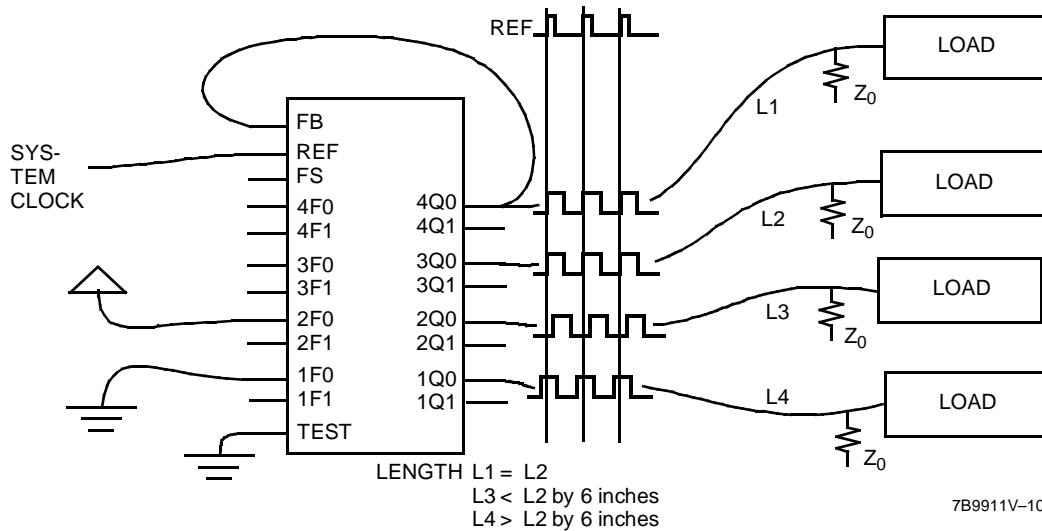 REF
LOAD
Z0
L1
FB
SYS-
TEM
CLOCK
REF
FS
4F0
4Q0
4F1
4Q1
LOAD
L2
Z0
3F0
3Q0
3F1
3Q1
LOAD
L3
Z0
2F0
2Q0
2F1
2Q1
1F0
1Q0
1F1
1Q1
LOAD
L4
Z0
TEST
LENGTH L1 = L2
L3 < L2 by 6 inches
L4 > L2 by 6 inches
7B9911V–10